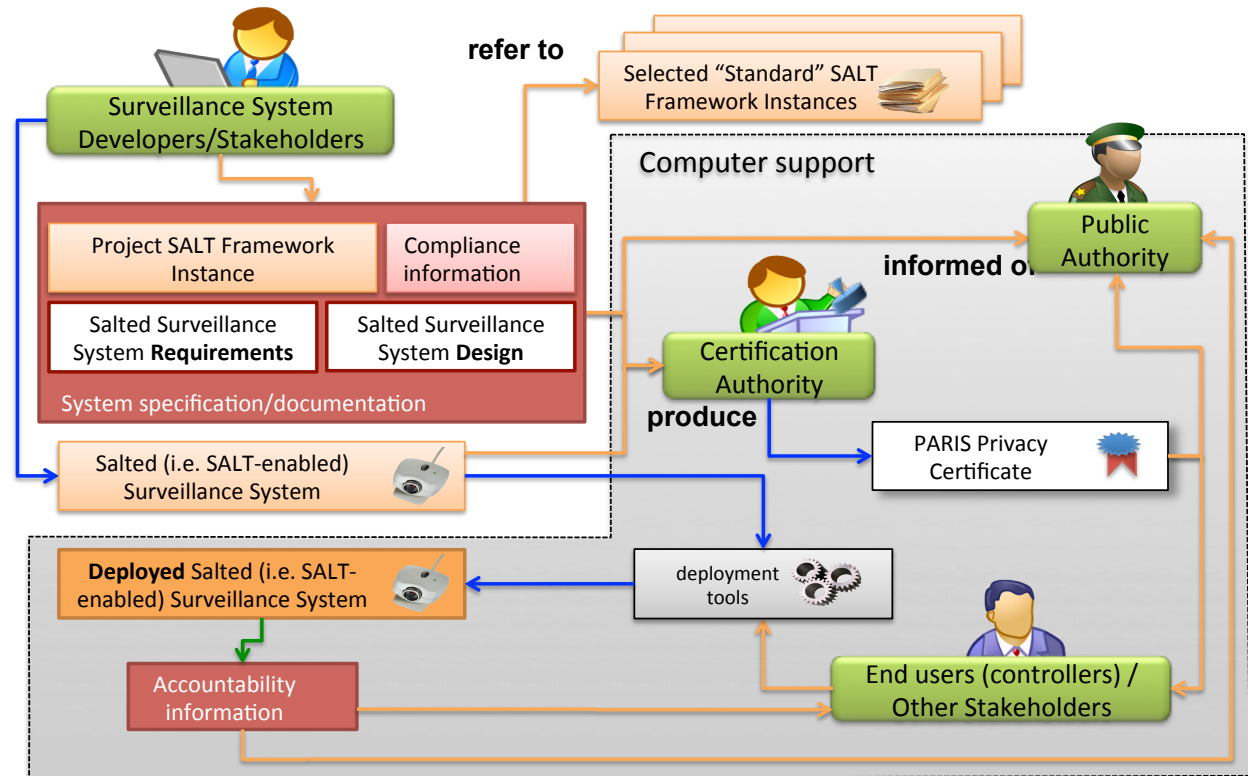 refer to
Selected “Standard” SALT
Framework Instances
Surveillance System
Developers/Stakeholders
Computer support
Project SALT Framework
Instance
Compliance
information
Salted Surveillance
System Requirements
Salted Surveillance
System Design
System specification/documentation
Public
Authority
informed of
Certification
Authority
produce
PARIS Privacy
Certificate
Salted (i.e. SALT-enabled)
Surveillance System
Deployed Salted (i.e. SALT-
enabled) Surveillance System
deployment
tools
Accountability
information
End users (controllers) /
Other Stakeholders